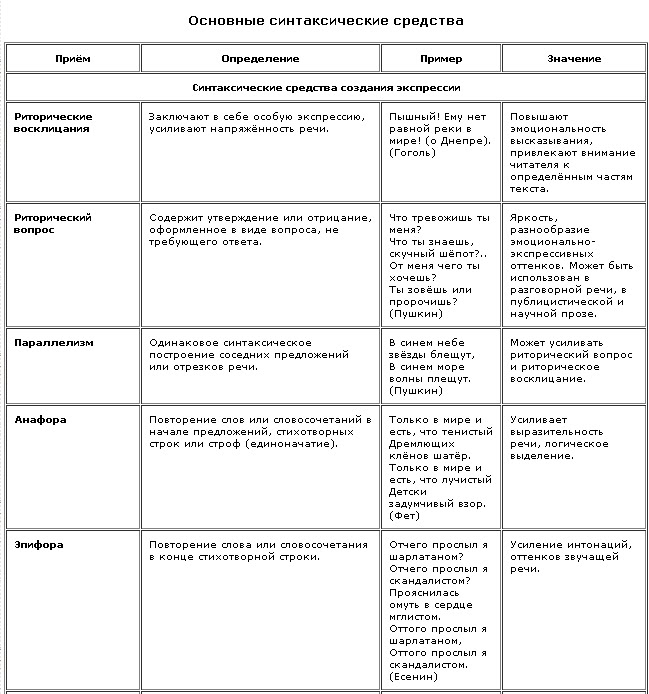 Основные синтаксические средства
Приём
Определение
Пример
Значение
Синтаксические средства создания экспрессии
Риторические
восклицания
Заключают в себе особую экспрессию,
усиливают напряжённость речи.
Пышный! Ему нет
равной реки в
мире! (о Днепре).
(Гоголь)
Повышают
эмоциональность
высказывания,
привлекают внимание
читателя к
определённым частям
текста.
Риторический
вопрос
Содержит утверждение или отрицание,
оформленное в виде вопроса, не
требующего ответа.
Что тревожишь ты
меня?
Что ты знаешь,
скучный шёпот?..
От меня чего ты
хочешь?
Ты зовёшь или
пророчишь?
(Пушкин)
Яркость,
разнообразие
эмоционально-
экспрессивных
оттенков. Может быть
использован в
разговорной речи, в
публицистической и
научной прозе.
Параллелизм
Одинаковое синтаксическое
построение соседних предложений
или отрезков речи.
В синем небе
звёзды блещут,
В синем море
волны плещут.
(Пушкин)
Может усиливать
риторический вопрос
и риторическое
восклицание.
Анафора
Повторение слов или словосочетаний в
начале предложений, стихотворных
строк или строф (единоначатие).
Только в мире и
есть, что тенистый
Дремлющих
клёнов шатёр.
Только в мире и
есть, что лучистый
Детски
задумчивый взор.
(Фет)
Усиливает
выразительность
речи, логическое
выделение.
Эпифора
Повторение слова или словосочетания
в конце стихотворной строки.
Отчего прослыл я
шарлатаном?
Отчего прослыл я
скандалистом?
Прояснилась
омуть в сердце
мглистом.
Оттого прослыл я
шарлатаном,
Оттого прослыл я
скандалистом.
(Есенин)
Усиление интонаций,
оттенков звучащей
речи.